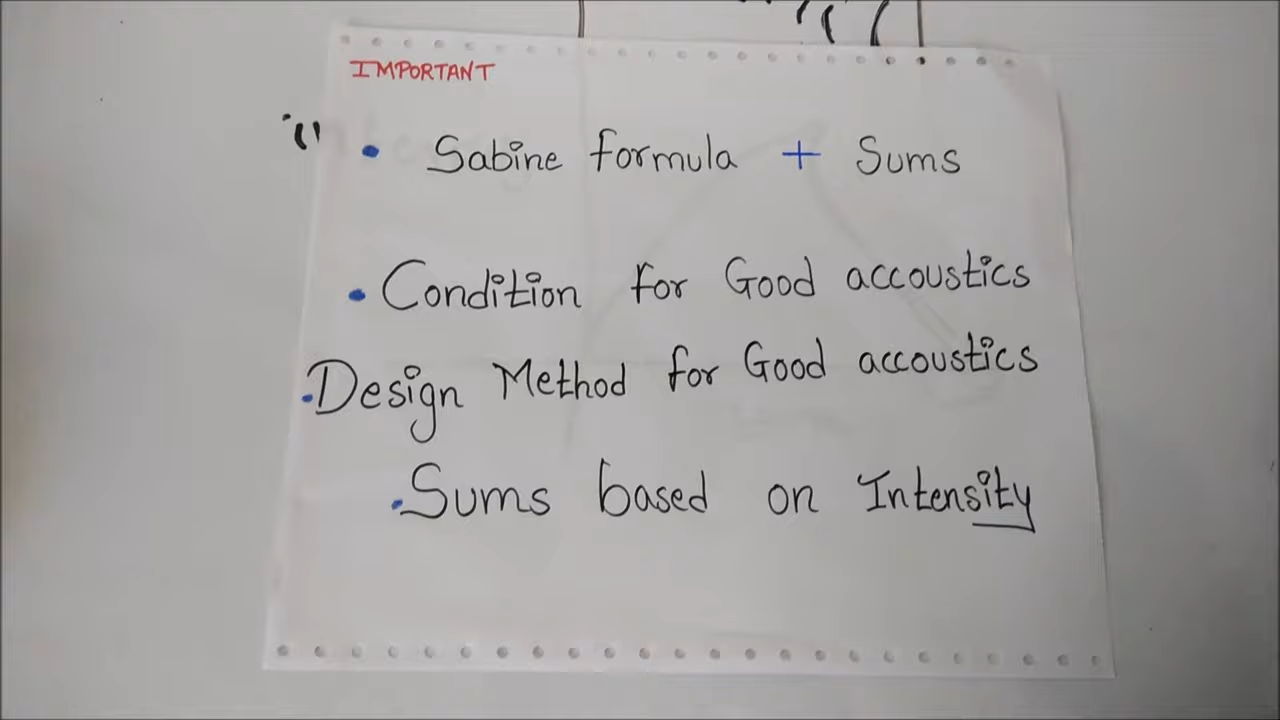 IMPORTANT
• Sabine formula + Sums
• Condition for Good accoustics
• Design Method for Good accoustics
• Sums based on Intensity